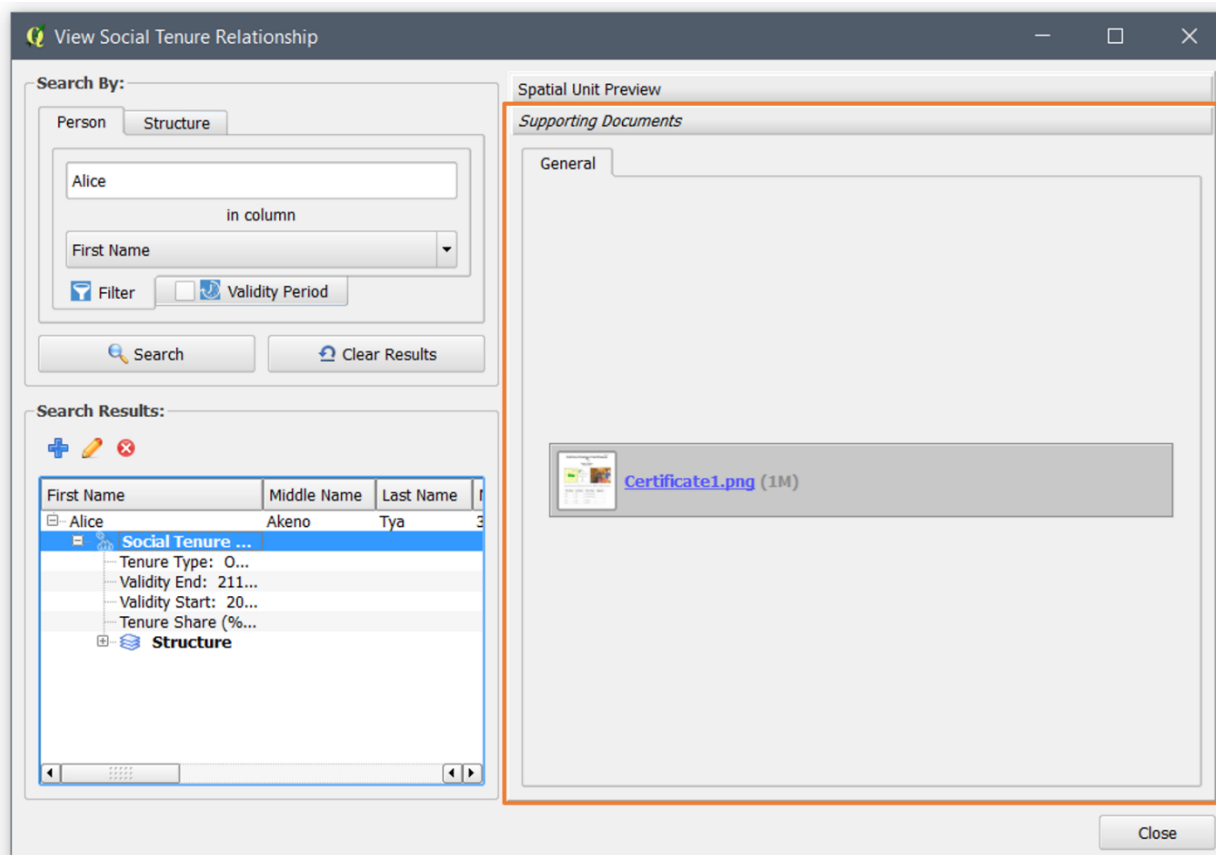 View Social Tenure Relationship
Search By:
Person
Structure
Alice
in column
First Name
Filter
Validity Period
Search
Clear Results
Search Results:
First Name Middle Name Last Name
Alice Akeno Tya 3
Social Tenure ...
Tenure Type: O...
Validity End: 211...
Validity Start: 20...
Tenure Share (%...
Structure
Spatial Unit Preview
Supporting Documents
General
Certificate1.png (1M)
Close